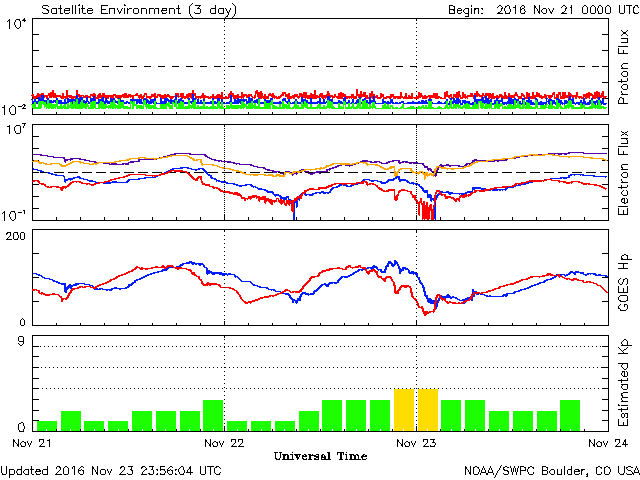 Satellite Environment (3 day) Begin: 2016 Nov 21 0000 UTC
10⁴
10⁻²
Proton Flux
10⁷
10⁻¹
Electron Flux
200
100
0
GOES Hp
9
0
Estimated Kp
Nov 21 Nov 22 Nov 23 Nov 24
Universal Time
Updated 2016 Nov 23 23:56:04 UTC NOAA/SWPC Boulder, CO USA